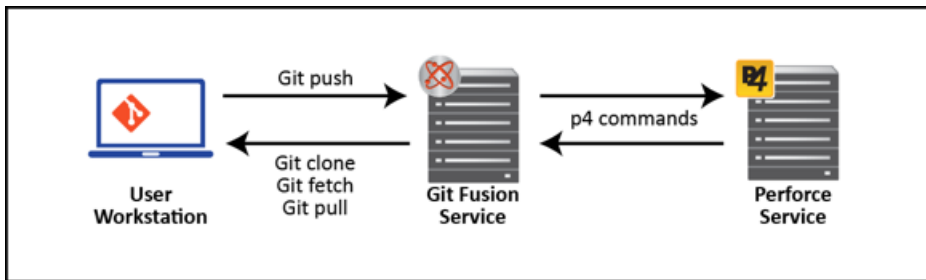 Git push
P4
p4 commands
Git clone
Git fetch
Git pull
User
Workstation
Git Fusion
Service
Perforce
Service